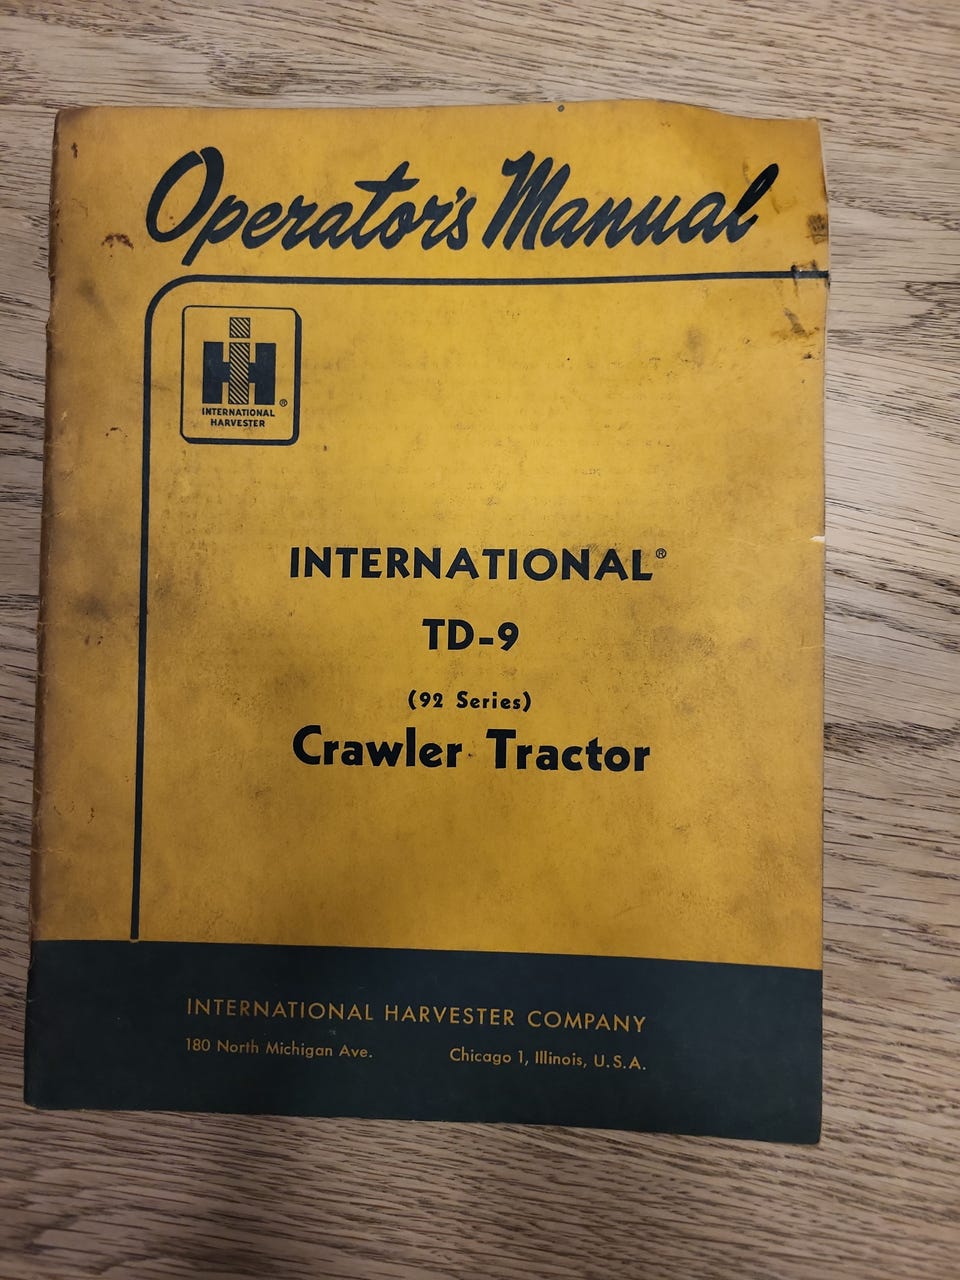 Operator's Manual
IH
INTERNATIONAL
HARVESTER ®
INTERNATIONAL®
TD-9
(92 Series)
Crawler Tractor
INTERNATIONAL HARVESTER COMPANY
180 North Michigan Ave. Chicago 1, Illinois, U.S.A.